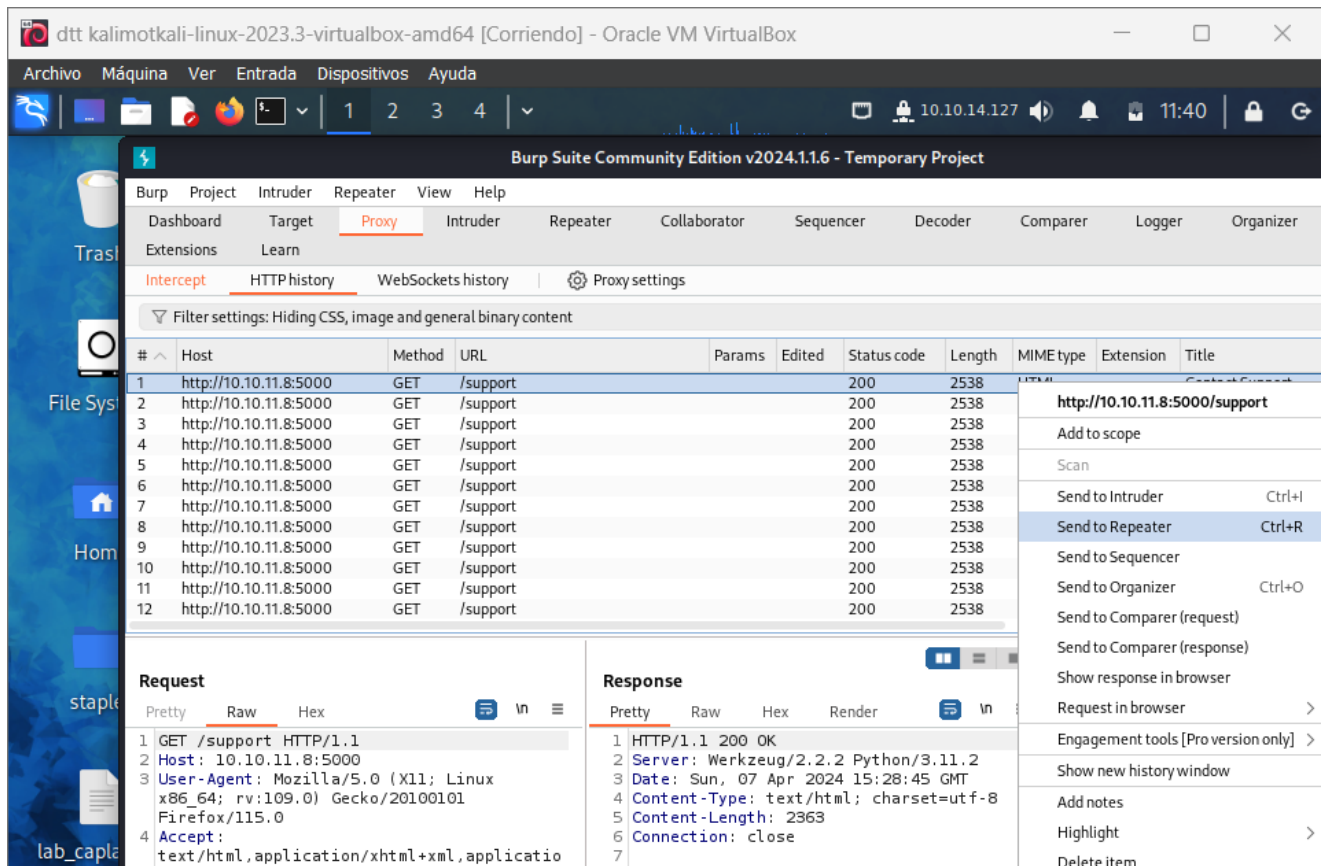 dtt kalimotkali-linux-2023.3-virtualbox-amd64 [Corriendo] - Oracle VM VirtualBox
Archivo Máquina Ver Entrada Dispositivos Ayuda
1 2 3 4 10.10.14.127 11:40
Burp Suite Community Edition v2024.1.1.6 - Temporary Project
Burp Project Intruder Repeater View Help
Dashboard Target Proxy Intruder Repeater Collaborator Sequencer Decoder Comparer Logger Organizer
Extensions Learn
Intercept HTTP history WebSockets history Proxy settings
Filter settings: Hiding CSS, image and general binary content
# Host Method URL Params Edited Status code Length MIME type Extension Title
1 http://10.10.11.8:5000 GET /support 200 2538 HTML Contact Support
2 http://10.10.11.8:5000 GET /support 200 2538
3 http://10.10.11.8:5000 GET /support 200 2538
4 http://10.10.11.8:5000 GET /support 200 2538
5 http://10.10.11.8:5000 GET /support 200 2538
6 http://10.10.11.8:5000 GET /support 200 2538
7 http://10.10.11.8:5000 GET /support 200 2538
8 http://10.10.11.8:5000 GET /support 200 2538
9 http://10.10.11.8:5000 GET /support 200 2538
10 http://10.10.11.8:5000 GET /support 200 2538
11 http://10.10.11.8:5000 GET /support 200 2538
12 http://10.10.11.8:5000 GET /support 200 2538
http://10.10.11.8:5000/support
Add to scope
Scan
Send to Intruder Ctrl+I
Send to Repeater Ctrl+R
Send to Sequencer
Send to Organizer Ctrl+O
Send to Comparer (request)
Send to Comparer (response)
Show response in browser
Request in browser
Engagement tools [Pro version only]
Show new history window
Add notes
Highlight
Delete item
Request
Pretty Raw Hex \n
1 GET /support HTTP/1.1
2 Host: 10.10.11.8:5000
3 User-Agent: Mozilla/5.0 (X11; Linux
x86_64; rv:109.0) Gecko/20100101
Firefox/115.0
4 Accept:
text/html,application/xhtml+xml,applicatio
Response
Pretty Raw Hex Render \n
1 HTTP/1.1 200 OK
2 Server: Werkzeug/2.2.2 Python/3.11.2
3 Date: Sun, 07 Apr 2024 15:28:45 GMT
4 Content-Type: text/html; charset=utf-8
5 Content-Length: 2363
6 Connection: close
7
Trash
File Syst
Hom
staple
lab_capla